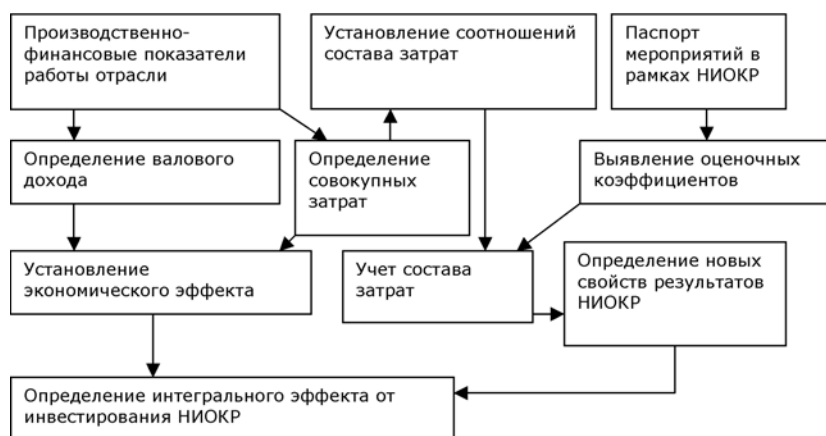 Производственно-
финансовые показатели
работы отрасли
Установление соотношений
состава затрат
Паспорт
мероприятий в
рамках НИОКР
Определение валового
дохода
Определение
совокупных
затрат
Выявление оценочных
коэффициентов
Установление
экономического эффекта
Учет состава
затрат
Определение новых
свойств результатов
НИОКР
Определение интегрального эффекта от
инвестирования НИОКР